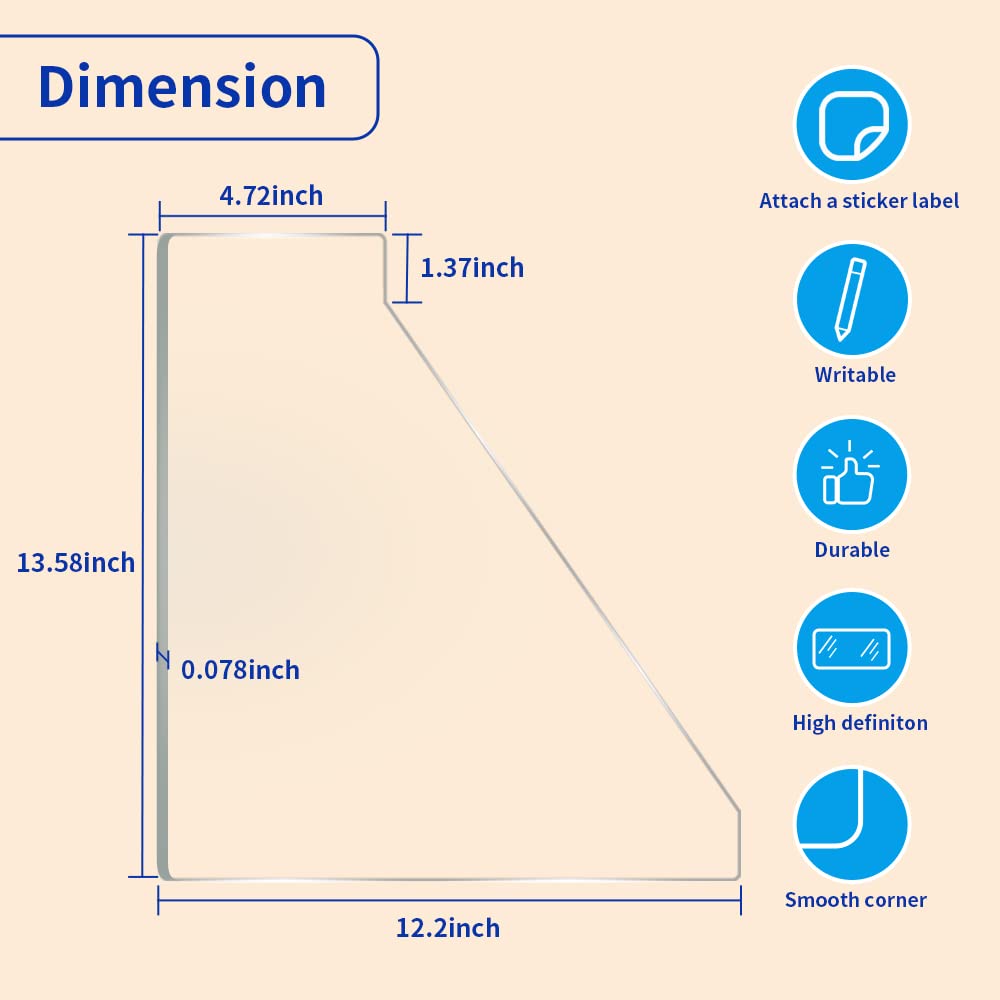 Dimension
4.72inch
1.37inch
13.58inch
0.078inch
12.2inch
Attach a sticker label
Writable
Durable
High definiton
Smooth corner